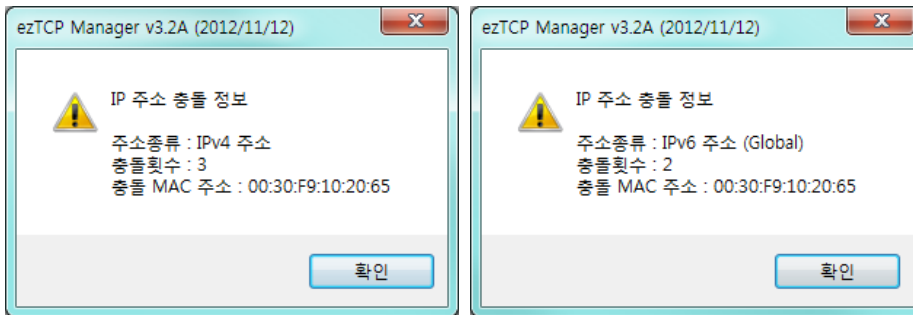 ezTCP Manager v3.2A (2012/11/12)
IP 주소 충돌 정보
주소종류 : IPv4 주소
충돌횟수 : 3
충돌 MAC 주소 : 00:30:F9:10:20:65
확인
ezTCP Manager v3.2A (2012/11/12)
IP 주소 충돌 정보
주소종류 : IPv6 주소 (Global)
충돌횟수 : 2
충돌 MAC 주소 : 00:30:F9:10:20:65
확인